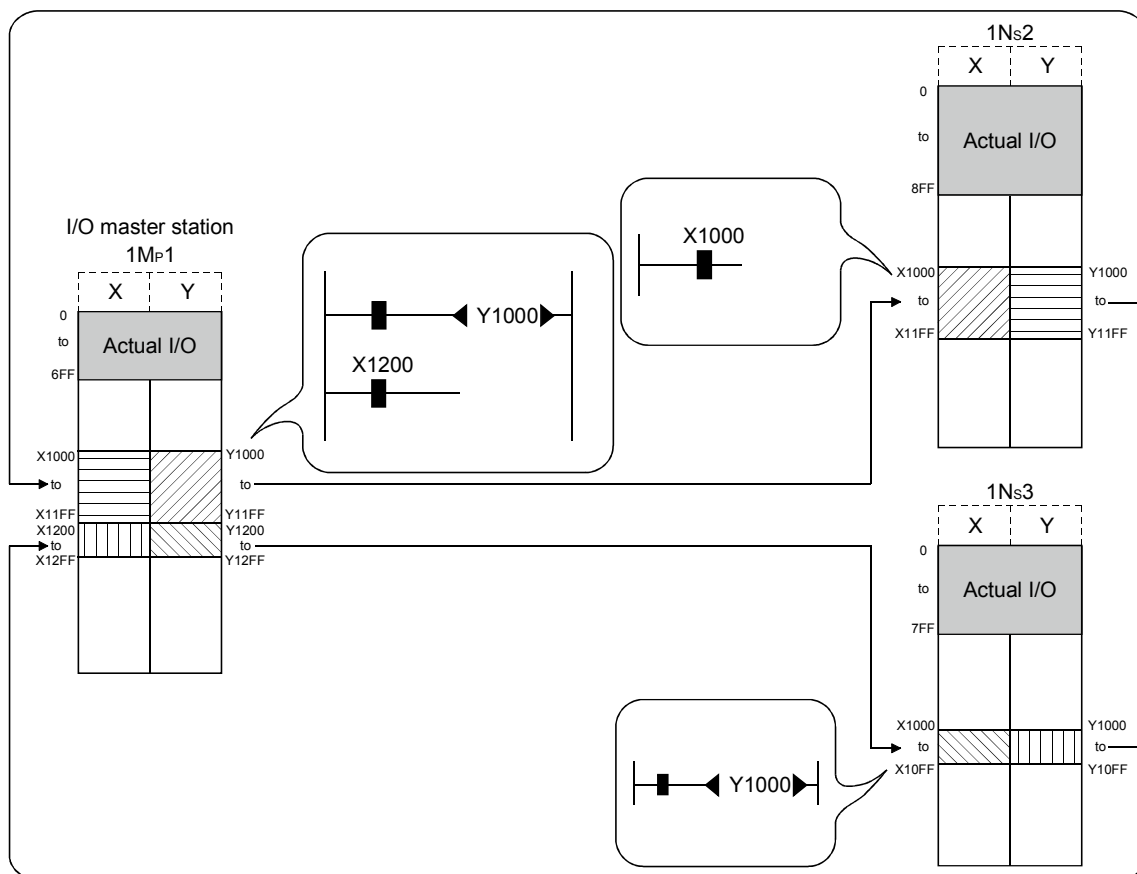 1Ns2
X Y
0
to
8FF
Actual I/O
X1000
to
X11FF
Y1000
to
Y11FF
X1000
I/O master station
1MP1
X Y
0
to
6FF
Actual I/O
X1000
to
X11FF
X1200
to
X12FF
Y1000
to
Y11FF
Y1200
to
Y12FF
Y1000
X1200
1Ns3
X Y
0
to
7FF
Actual I/O
X1000
to
X10FF
Y1000
to
Y10FF
Y1000